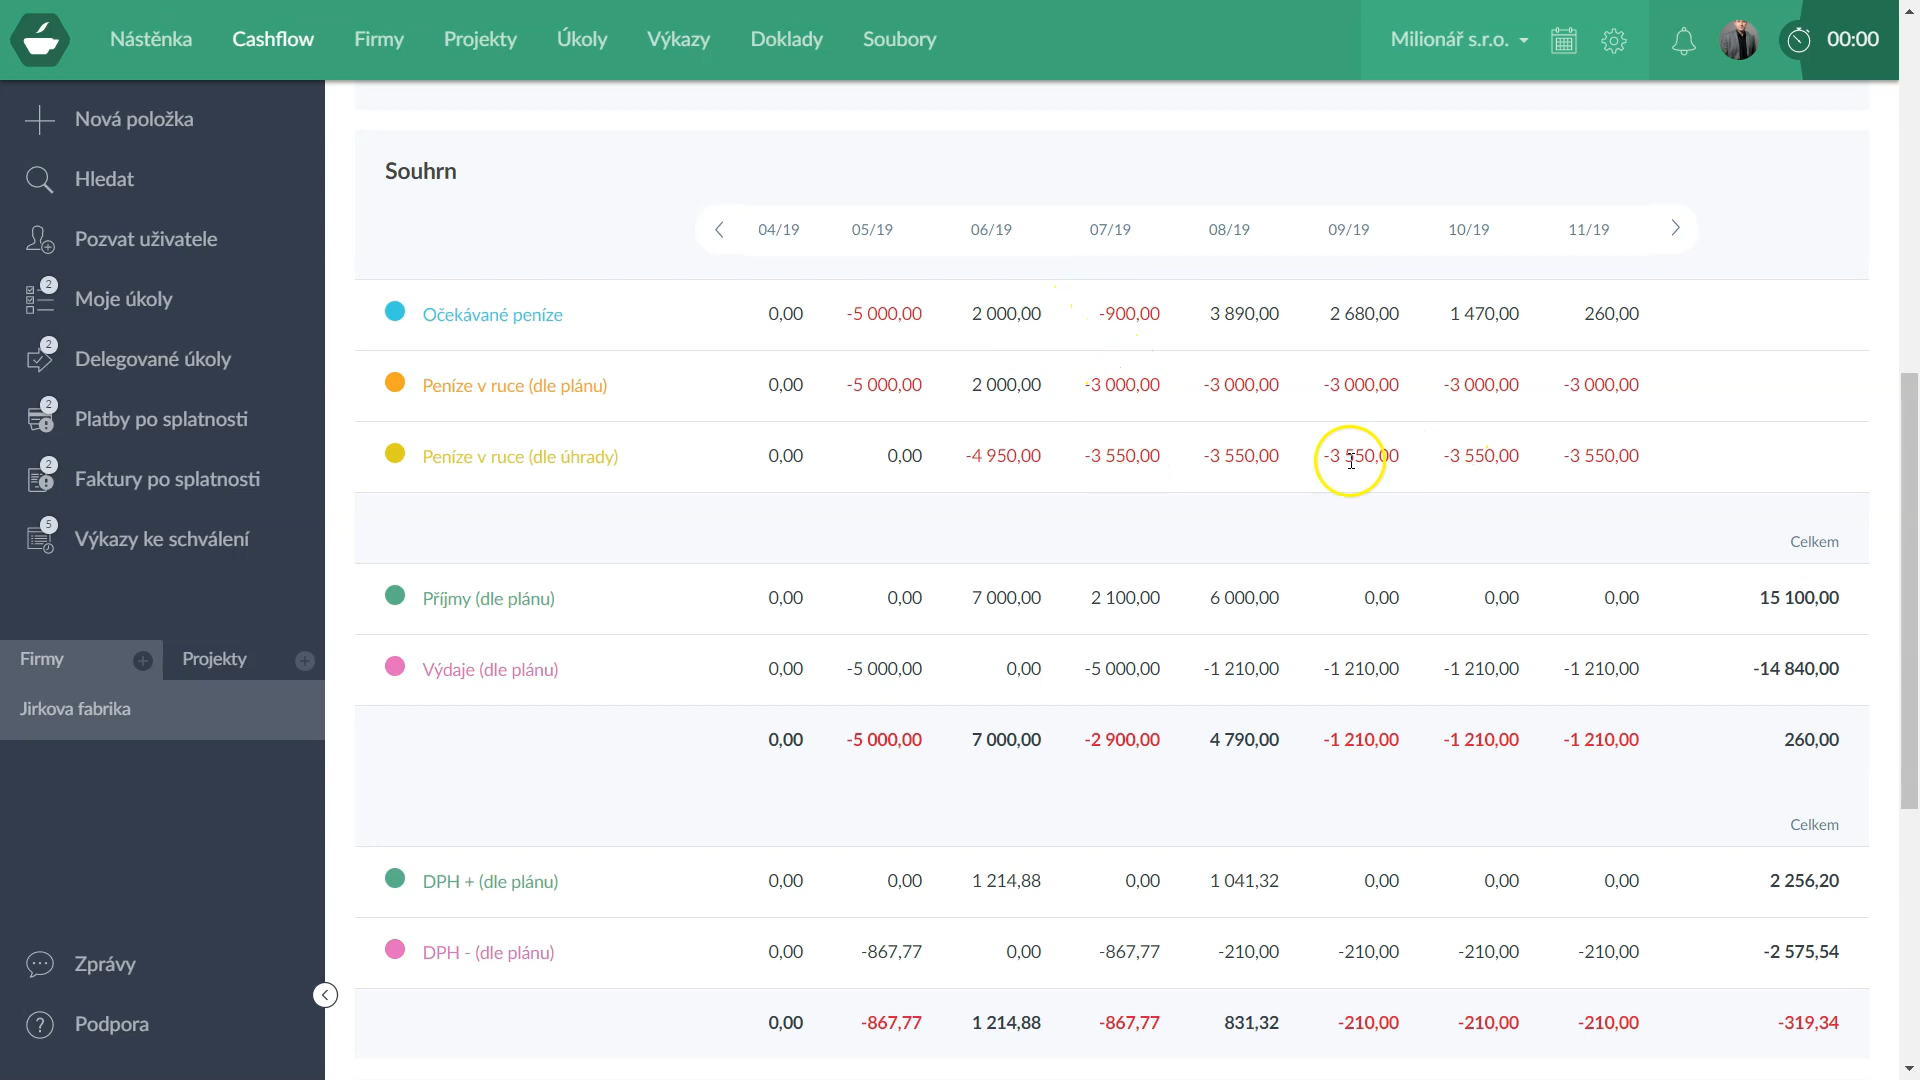 Nástěnka Cashflow Firmy Projekty Úkoly Výkazy Doklady Soubory Milionář s.r.o. 00:00
Nová položka
Hledat
Pozvat uživatele
2
Moje úkoly
2
Delegované úkoly
2
Platby po splatnosti
2
Faktury po splatnosti
5
Výkazy ke schválení
Firmy Projekty
Jirkova fabrika
Zprávy
Podpora
Souhrn
04/19 05/19 06/19 07/19 08/19 09/19 10/19 11/19
Očekávané peníze 0,00 -5 000,00 2 000,00 -900,00 3 890,00 2 680,00 1 470,00 260,00
Peníze v ruce (dle plánu) 0,00 -5 000,00 2 000,00 -3 000,00 -3 000,00 -3 000,00 -3 000,00 -3 000,00
Peníze v ruce (dle úhrady) 0,00 0,00 -4 950,00 -3 550,00 -3 550,00 -3 550,00 -3 550,00 -3 550,00
Celkem
Příjmy (dle plánu) 0,00 0,00 7 000,00 2 100,00 6 000,00 0,00 0,00 0,00 15 100,00
Výdaje (dle plánu) 0,00 -5 000,00 0,00 -5 000,00 -1 210,00 -1 210,00 -1 210,00 -1 210,00 -14 840,00
0,00 -5 000,00 7 000,00 -2 900,00 4 790,00 -1 210,00 -1 210,00 -1 210,00 260,00
Celkem
DPH + (dle plánu) 0,00 0,00 1 214,88 0,00 1 041,32 0,00 0,00 0,00 2 256,20
DPH - (dle plánu) 0,00 -867,77 0,00 -867,77 -210,00 -210,00 -210,00 -210,00 -2 575,54
0,00 -867,77 1 214,88 -867,77 831,32 -210,00 -210,00 -210,00 -319,34